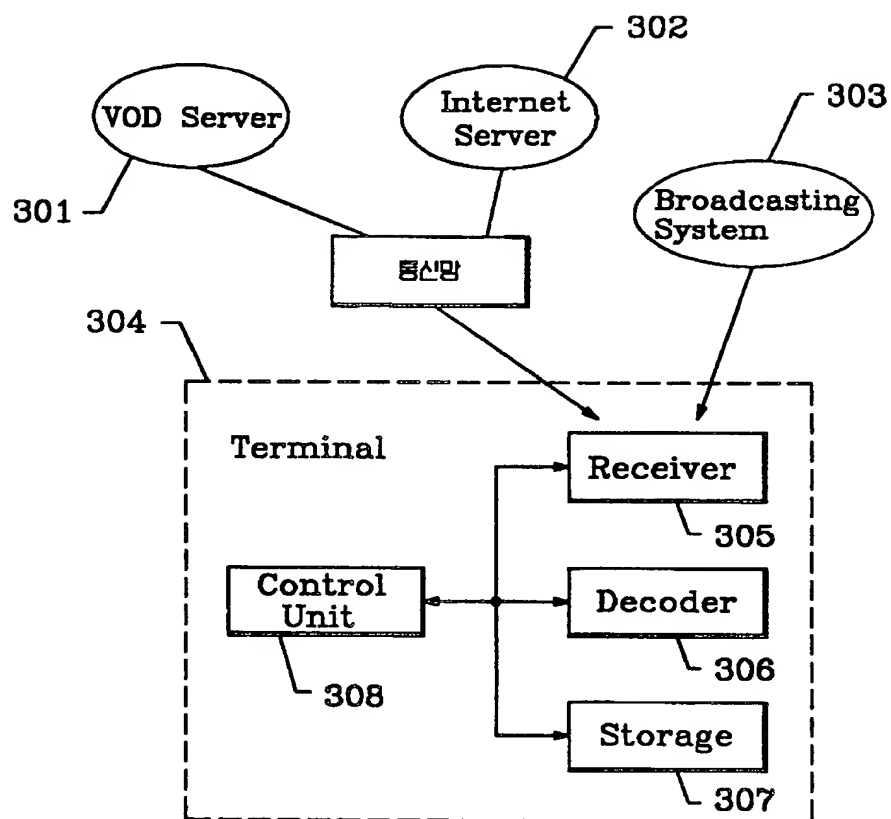 302
VOD Server
Internet
Server
303
301
Broadcasting
System
통신망
304
Terminal
Receiver
305
Control
Unit
Decoder
308
306
Storage
307